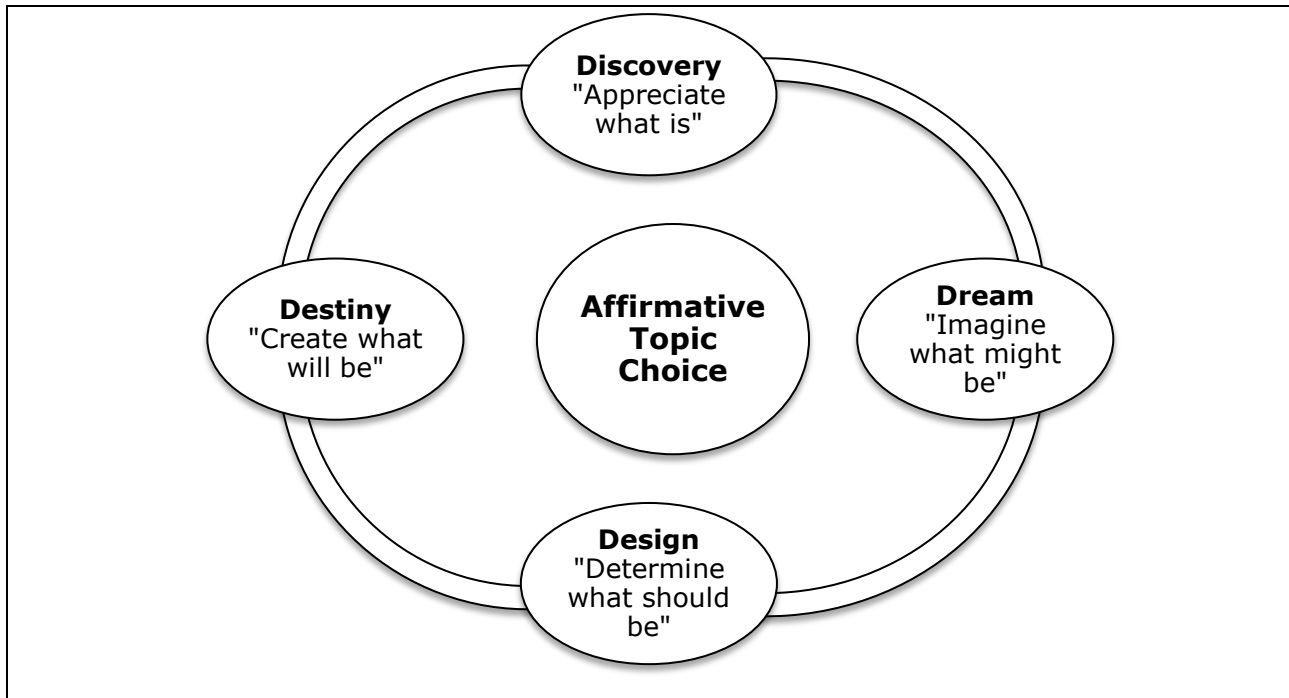 Discovery
"Appreciate
what is"
Destiny
"Create what
will be"
Affirmative
Topic
Choice
Dream
"Imagine
what might
be"
Design
"Determine
what should
be"